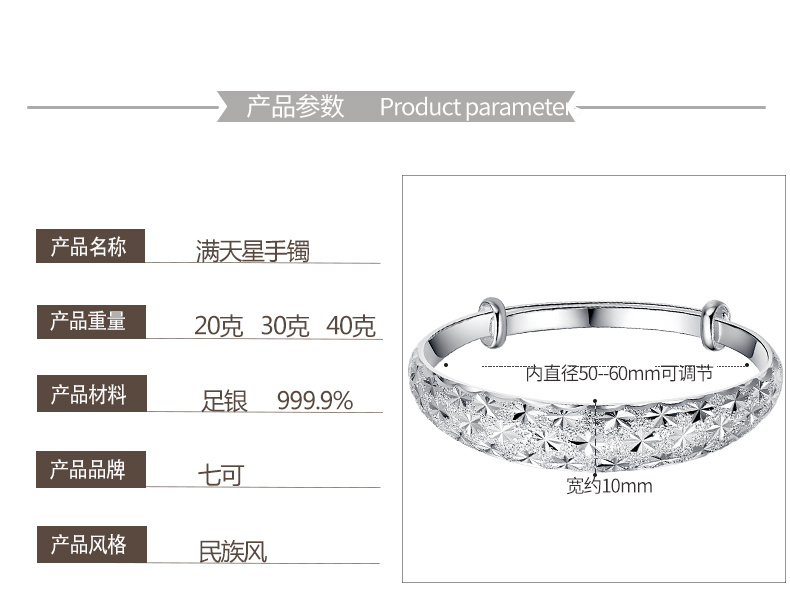 产品参数 Product parameter
产品名称 满天星手镯
产品重量 20克 30克 40克
产品材料 足银 999.9%
产品品牌 七可
产品风格 民族风
内直径50--60mm可调节
宽约10mm